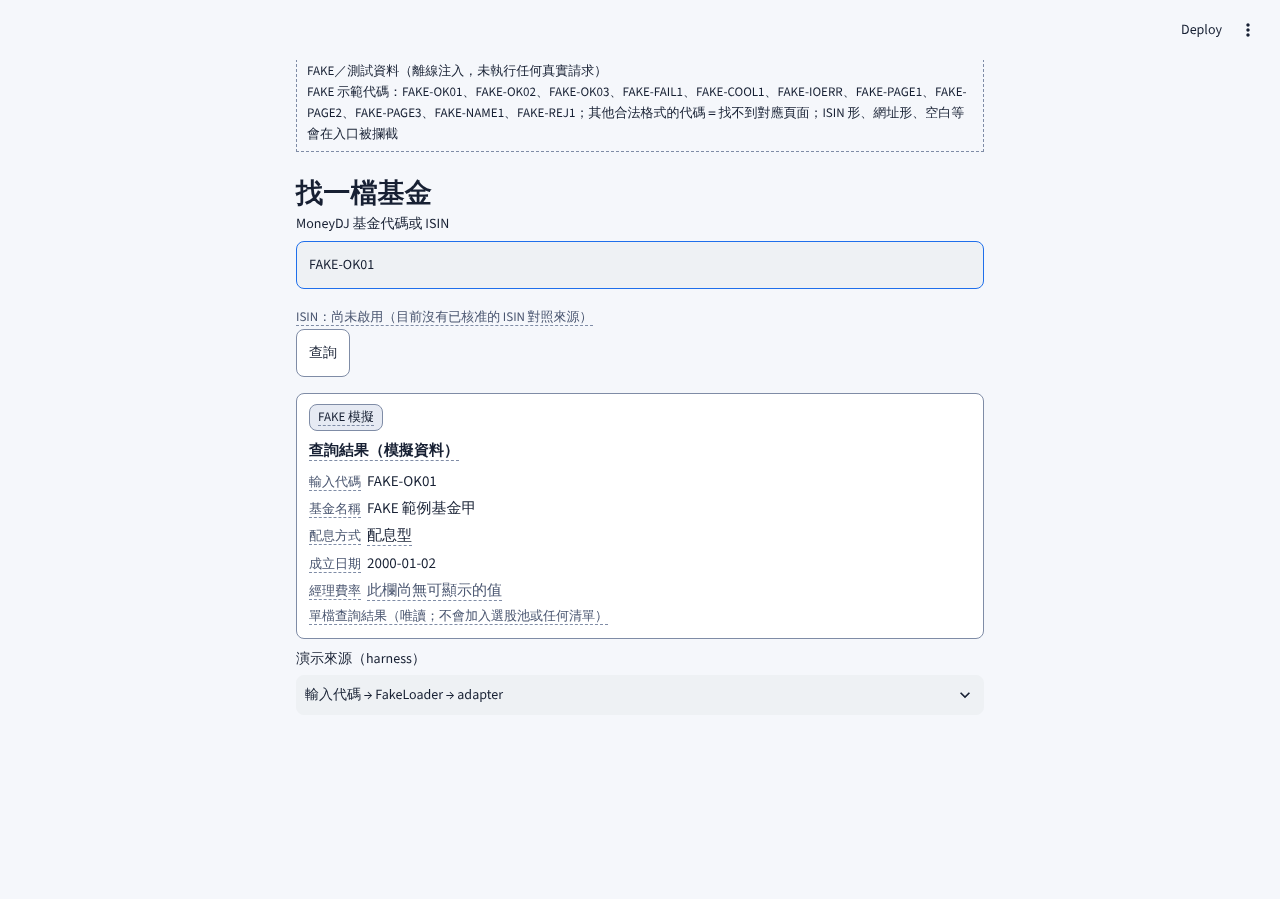 Deploy
FAKE／測試資料（離線注入，未執行任何真實請求）
FAKE 示範代碼：FAKE-OK01、FAKE-OK02、FAKE-OK03、FAKE-FAIL1、FAKE-COOL1、FAKE-IOERR、FAKE-PAGE1、FAKE-
PAGE2、FAKE-PAGE3、FAKE-NAME1、FAKE-REJ1；其他合法格式的代碼＝找不到對應頁面；ISIN 形、網址形、空白等
會在入口被攔截
找一檔基金
MoneyDJ 基金代碼或 ISIN
FAKE-OK01
ISIN：尚未啟用（目前沒有已核准的 ISIN 對照來源）
查詢
FAKE 模擬
查詢結果（模擬資料）
輸入代碼 FAKE-OK01
基金名稱 FAKE 範例基金甲
配息方式 配息型
成立日期 2000-01-02
經理費率 此欄尚無可顯示的值
單檔查詢結果（唯讀；不會加入選股池或任何清單）
演示來源（harness）
輸入代碼 → FakeLoader → adapter